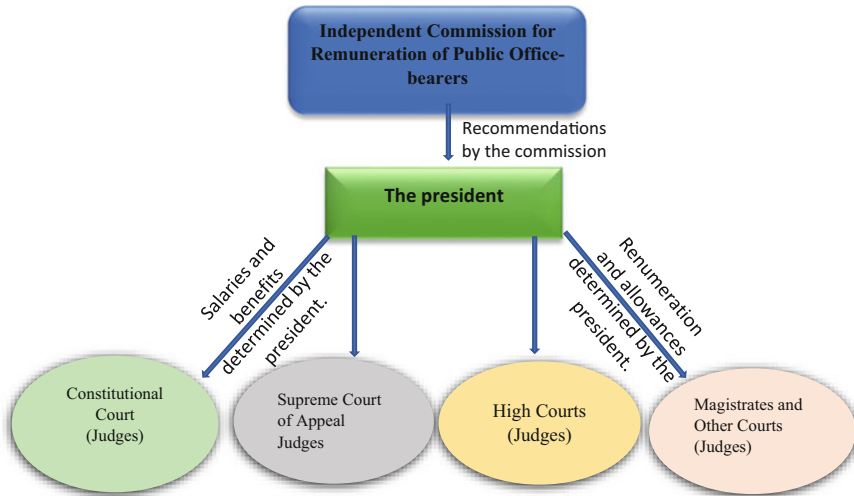 Independent Commission for
Remuneration of Public Office-
bearers
Recommendations
by the commission
The president
Salaries and
benefits
determined by the
president.
Renumeration
and allowances
determined by the
president.
Constitutional
Court
(Judges)
Supreme Court
of Appeal
Judges
High Courts
(Judges)
Magistrates and
Other Courts
(Judges)